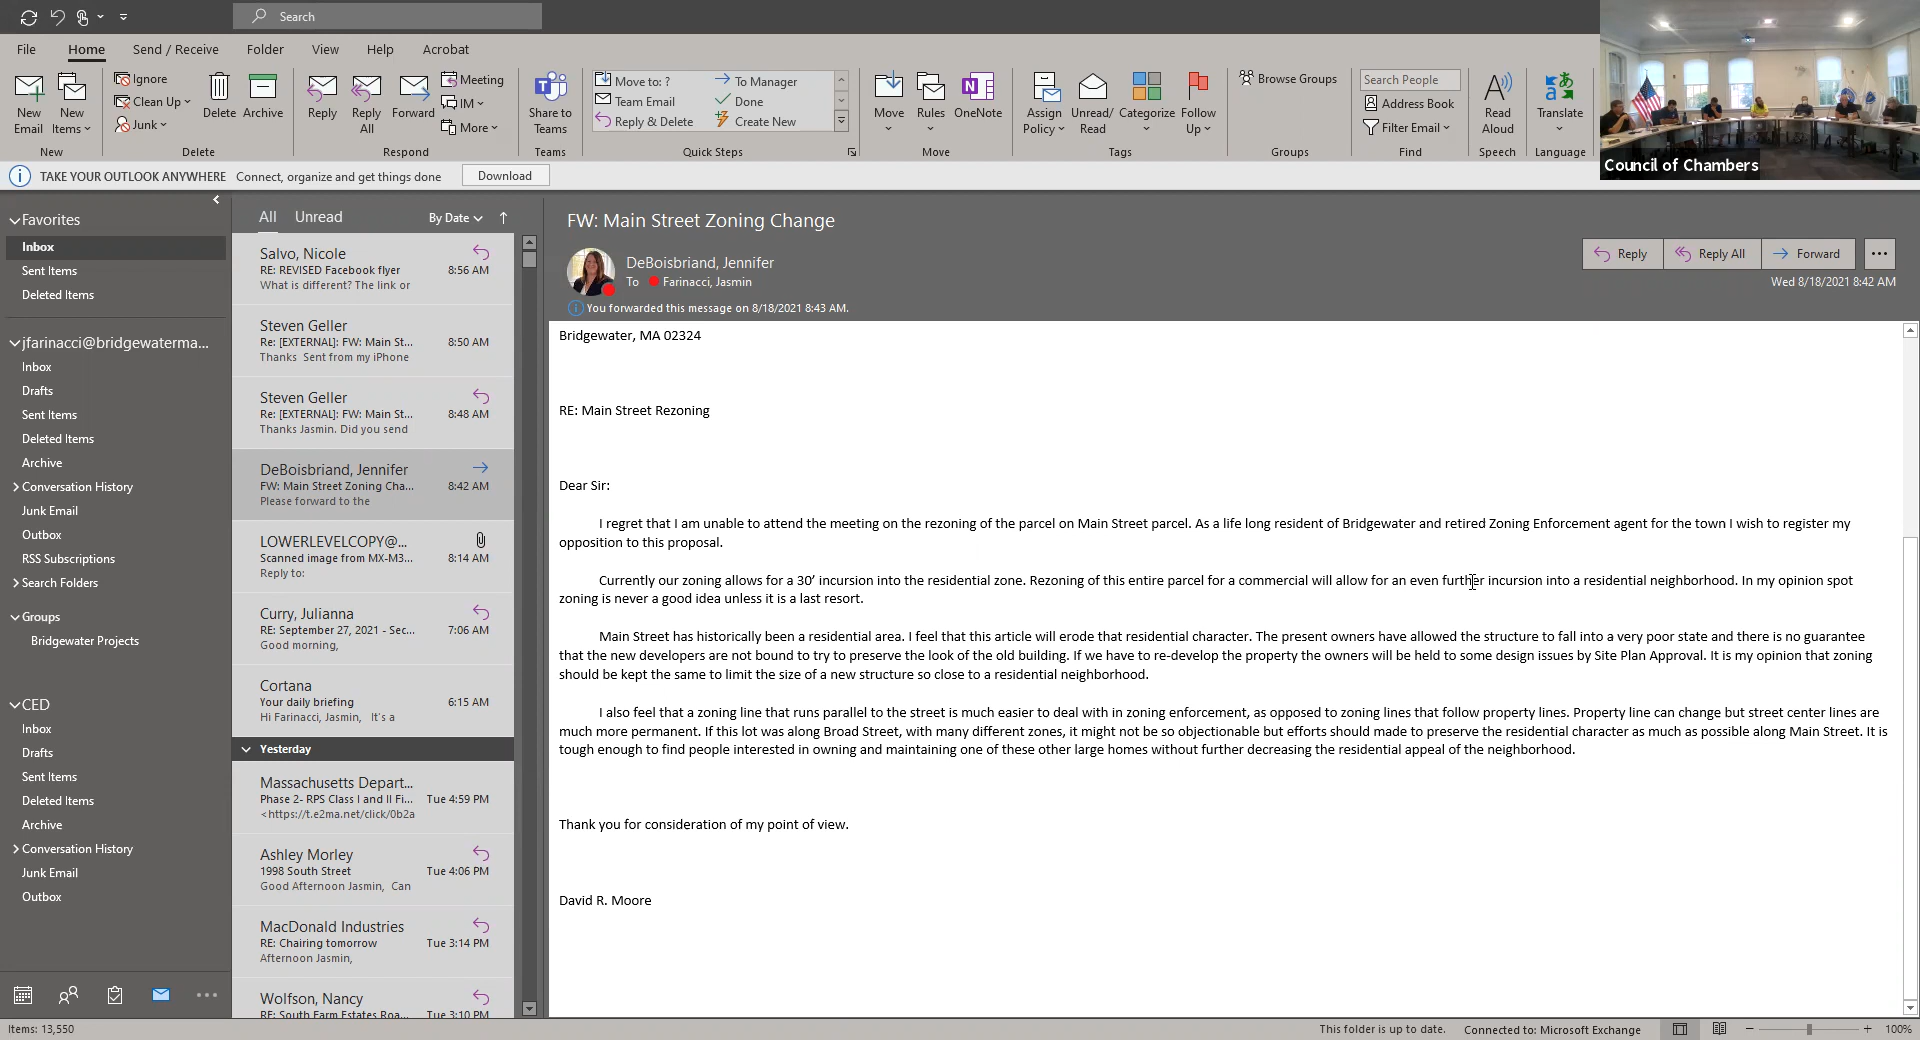 Search
File Home Send / Receive Folder View Help Acrobat
New Email
New Items
New
Ignore
Clean Up
Junk
Delete
Archive
Delete
Reply
Reply All
Forward
Meeting
IM
More
Respond
Share to Teams
Teams
Move to: ?
Team Email
Reply & Delete
To Manager
Done
Create New
Quick Steps
Move
Rules
OneNote
Move
Assign Policy
Unread/ Read
Categorize
Follow Up
Tags
Browse Groups
Groups
Search People
Address Book
Filter Email
Find
Read Aloud
Speech
Translate
Language
Council of Chambers
TAKE YOUR OUTLOOK ANYWHERE Connect, organize and get things done Download
Favorites
Inbox
Sent Items
Deleted Items
jfarinacci@bridgewaterma...
Inbox
Drafts
Sent Items
Deleted Items
Archive
Conversation History
Junk Email
Outbox
RSS Subscriptions
Search Folders
Groups
Bridgewater Projects
CED
Inbox
Drafts
Sent Items
Deleted Items
Archive
Conversation History
Junk Email
Outbox
All Unread By Date
Salvo, Nicole
RE: REVISED Facebook flyer 8:56 AM
What is different? The link or
Steven Geller
Re: [EXTERNAL]: FW: Main St... 8:50 AM
Thanks Sent from my iPhone
Steven Geller
Re: [EXTERNAL]: FW: Main St... 8:48 AM
Thanks Jasmin. Did you send
DeBoisbriand, Jennifer
FW: Main Street Zoning Cha... 8:42 AM
Please forward to the
LOWERLEVELCOPY@...
Scanned image from MX-M3... 8:14 AM
Reply to:
Curry, Julianna
RE: September 27, 2021 - Sec... 7:06 AM
Good morning,
Cortana
Your daily briefing 6:15 AM
Hi Farinacci, Jasmin, It's a
Yesterday
Massachusetts Depart...
Phase 2- RPS Class I and II Fi... Tue 4:59 PM
<https://t.e2ma.net/click/0b2a
Ashley Morley
1998 South Street Tue 4:06 PM
Good Afternoon Jasmin, Can
MacDonald Industries
RE: Chairing tomorrow Tue 3:14 PM
Afternoon Jasmin,
Wolfson, Nancy
RE: South Farm Estates Roa... Tue 3:10 PM
FW: Main Street Zoning Change
DeBoisbriand, Jennifer
To Farinacci, Jasmin
Reply Reply All Forward
Wed 8/18/2021 8:42 AM
You forwarded this message on 8/18/2021 8:43 AM.
Bridgewater, MA 02324
RE: Main Street Rezoning
Dear Sir:
I regret that I am unable to attend the meeting on the rezoning of the parcel on Main Street parcel. As a life long resident of Bridgewater and retired Zoning Enforcement agent for the town I wish to register my
opposition to this proposal.
Currently our zoning allows for a 30’ incursion into the residential zone. Rezoning of this entire parcel for a commercial will allow for an even further incursion into a residential neighborhood. In my opinion spot
zoning is never a good idea unless it is a last resort.
Main Street has historically been a residential area. I feel that this article will erode that residential character. The present owners have allowed the structure to fall into a very poor state and there is no guarantee
that the new developers are not bound to try to preserve the look of the old building. If we have to re-develop the property the owners will be held to some design issues by Site Plan Approval. It is my opinion that zoning
should be kept the same to limit the size of a new structure so close to a residential neighborhood.
I also feel that a zoning line that runs parallel to the street is much easier to deal with in zoning enforcement, as opposed to zoning lines that follow property lines. Property line can change but street center lines are
much more permanent. If this lot was along Broad Street, with many different zones, it might not be so objectionable but efforts should made to preserve the residential character as much as possible along Main Street. It is
tough enough to find people interested in owning and maintaining one of these other large homes without further decreasing the residential appeal of the neighborhood.
Thank you for consideration of my point of view.
David R. Moore
Items: 13,550 This folder is up to date. Connected to: Microsoft Exchange 100%